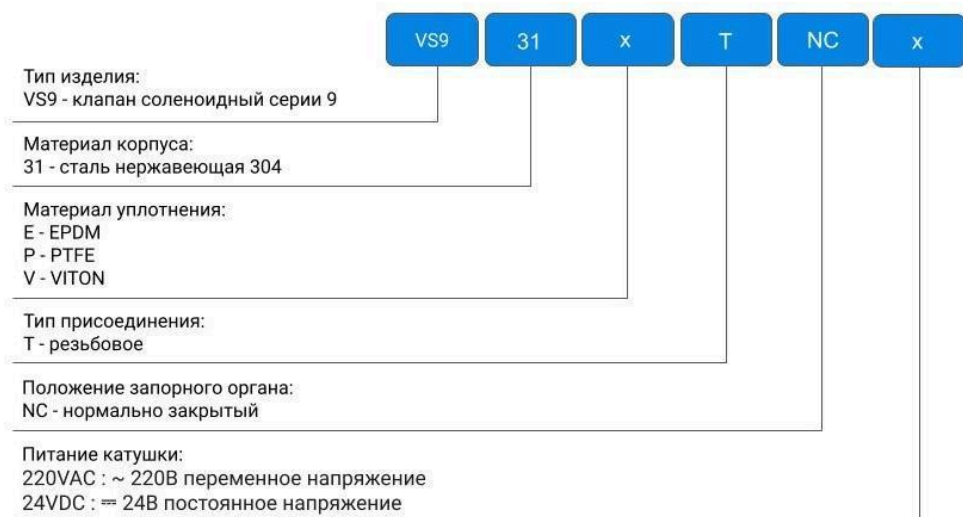 VS9 31 x T NC x
Тип изделия:
VS9 - клапан соленоидный серии 9
Материал корпуса:
31 - сталь нержавеющая 304
Материал уплотнения:
E - EPDM
P - PTFE
V - VITON
Тип присоединения:
T - резьбовое
Положение запорного органа:
NC - нормально закрытый
Питание катушки:
220VAC : ~ 220В переменное напряжение
24VDC : ⎓ 24В постоянное напряжение